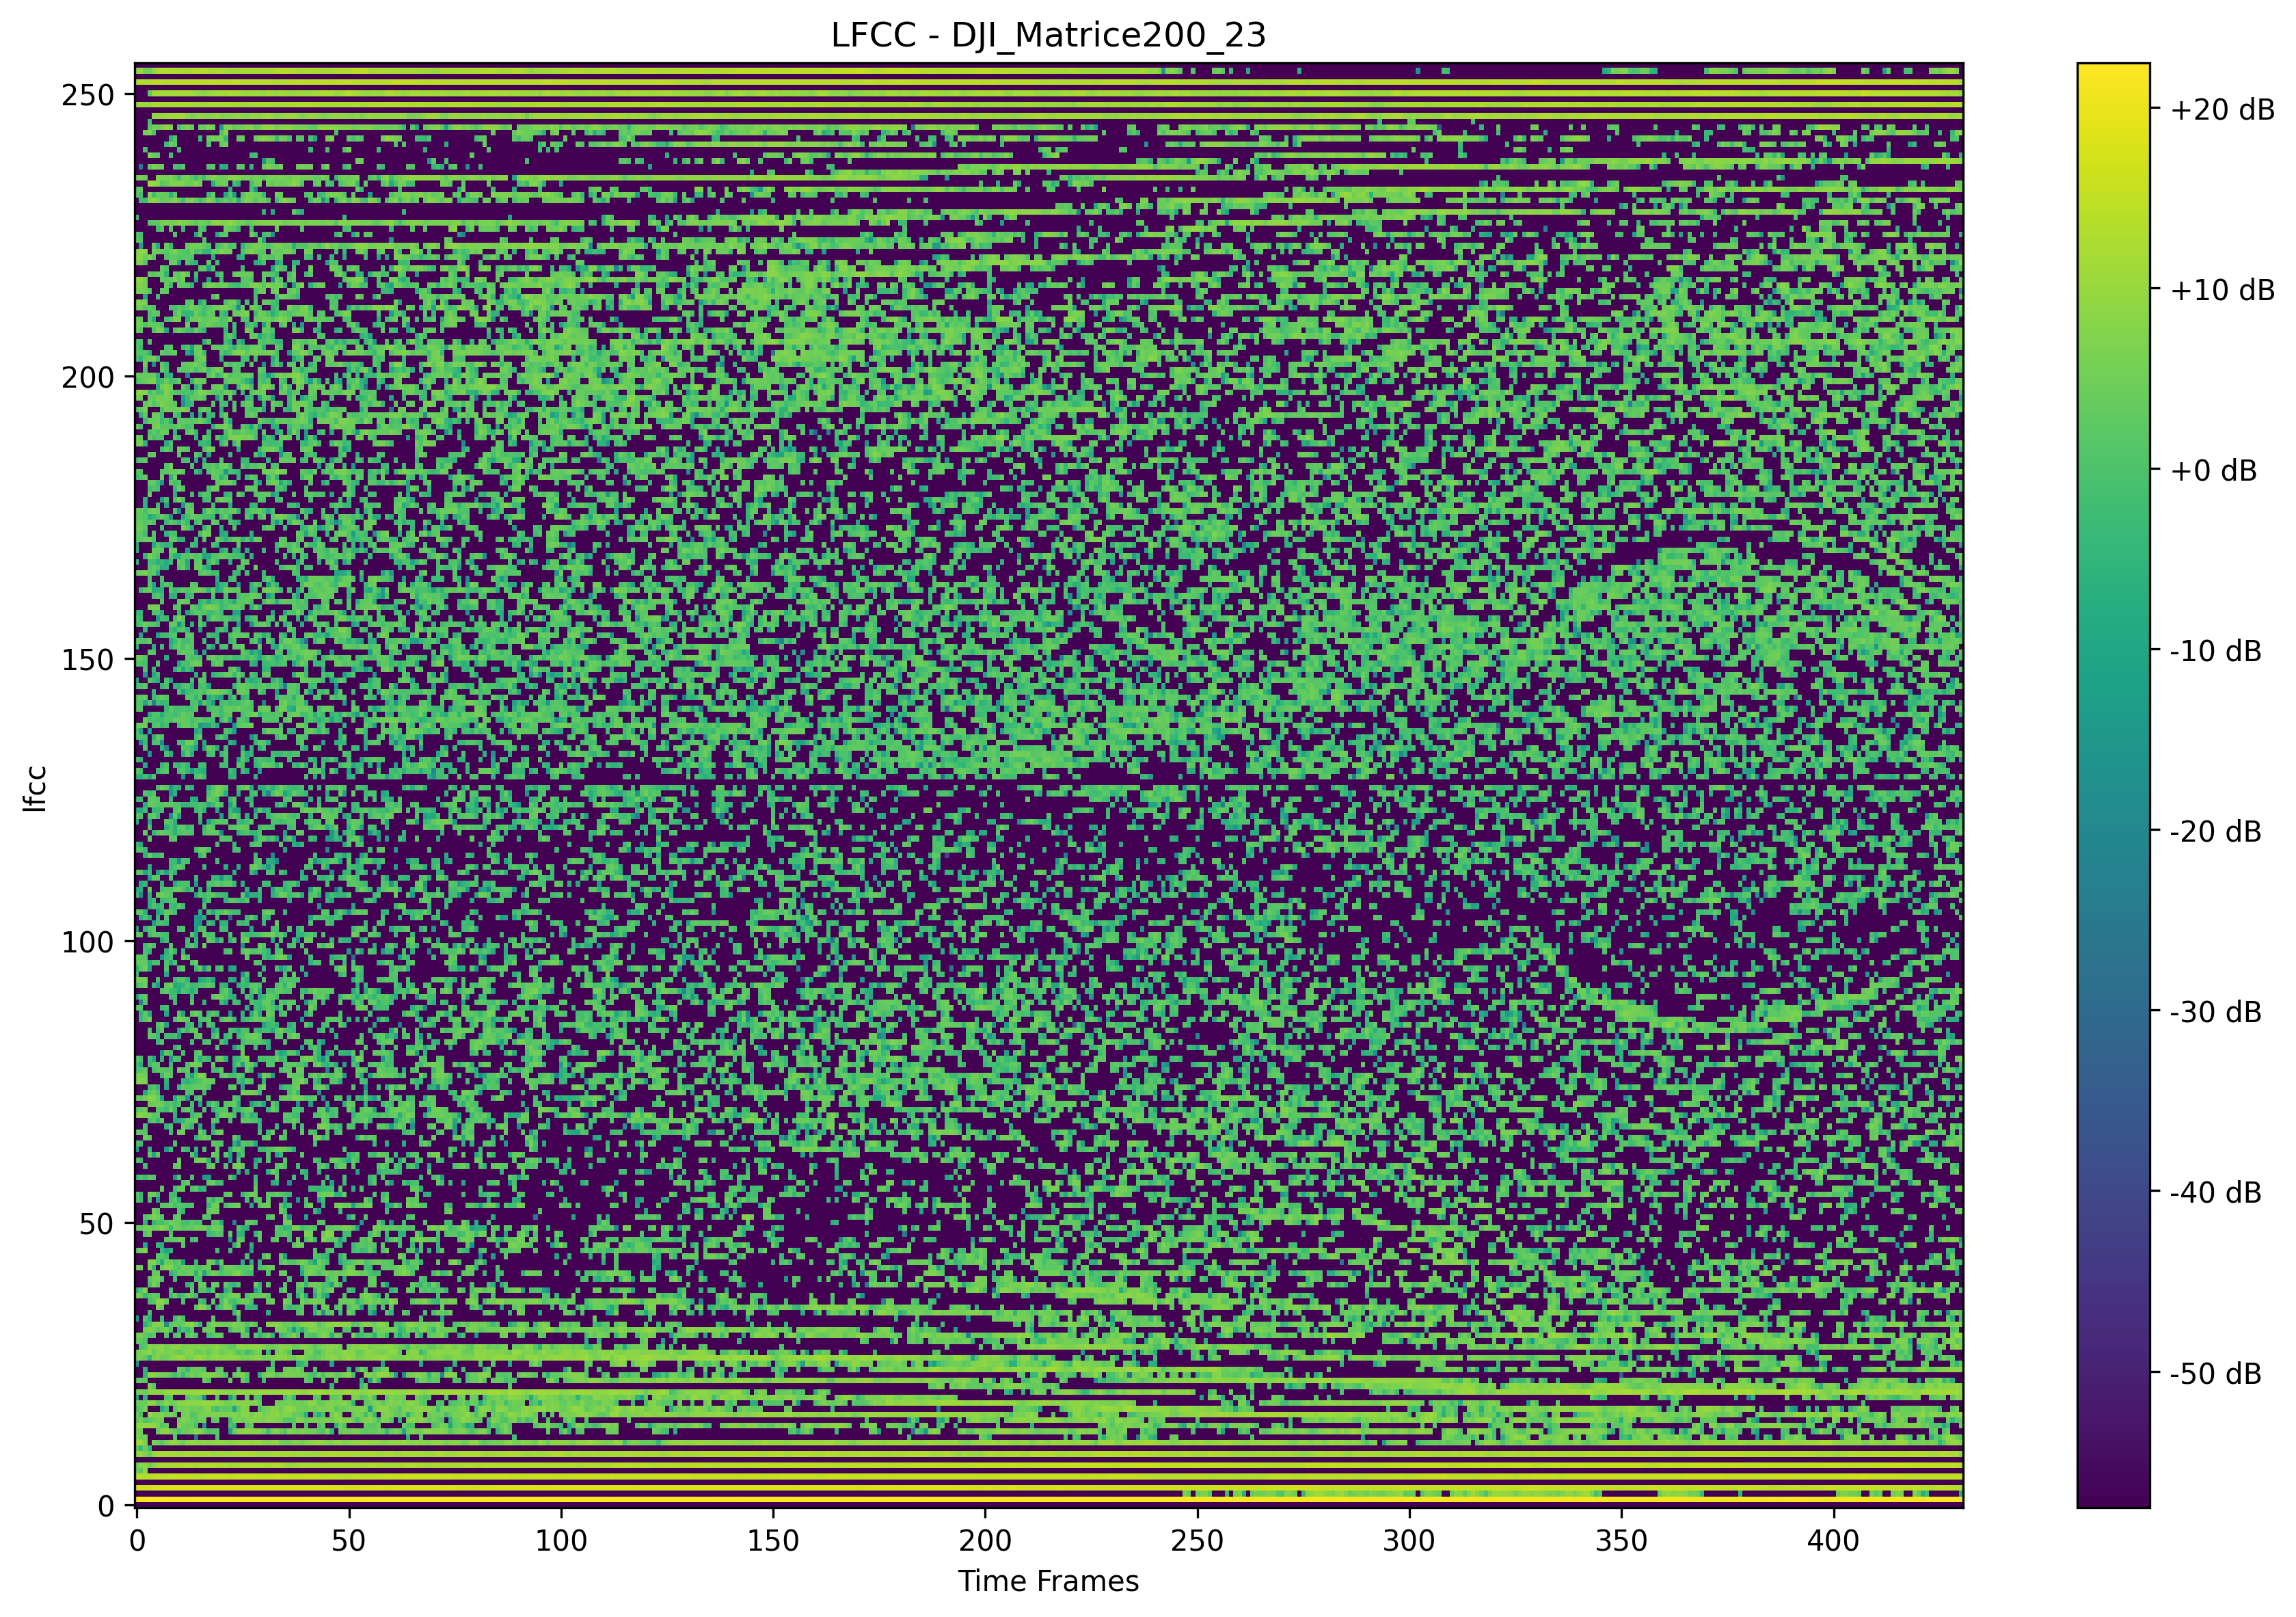 LFCC - DJI_Matrice200_23
250
200
150
100
50
0
lfcc
0 50 100 150 200 250 300 350 400
Time Frames
+20 dB
+10 dB
+0 dB
-10 dB
-20 dB
-30 dB
-40 dB
-50 dB